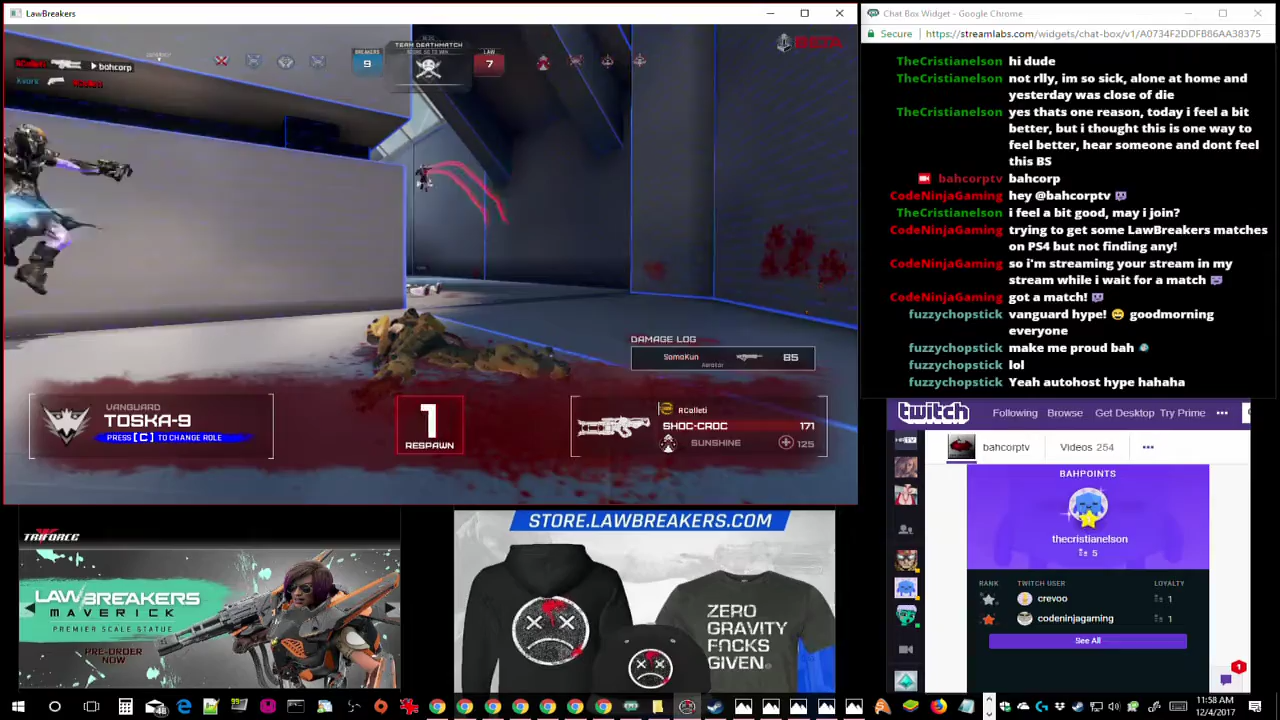 LawBreakers
Chat Box Widget - Google Chrome
Secure
https://streamlabs.com/widgets/chat-box/v1/A0734F2DDFB86AA38375
bahcorp
Kvark
BREAKERS
9
TEAM DEATHMATCH
LAW
7
BETA
TheCristianelson hi dude
TheCristianelson not rlly, im so sick, alone at home and
yesterday was close of die
TheCristianelson yes thats one reason, today i feel a bit
better, but i thought this is one way to
feel better, hear someone and dont feel
this BS
bahcorptv bahcorp
CodeNinjaGaming hey @bahcorptv
TheCristianelson i feel a bit good, may i join?
CodeNinjaGaming trying to get some LawBreakers matches
on PS4 but not finding any!
CodeNinjaGaming so i'm streaming your stream in my
stream while i wait for a match
CodeNinjaGaming got a match!
fuzzychopstick vanguard hype! 😄 goodmorning
everyone
fuzzychopstick make me proud bah
fuzzychopstick lol
fuzzychopstick Yeah autohost hype hahaha
DAMAGE LOG
SamaKun 85
VANGUARD
TOSKA-9
PRESS [C] TO CHANGE ROLE
1
RESPAWN
RCalleti
SHOC-CROC 171
SUNSHINE 125
twitch Following Browse Get Desktop Try Prime •••
bahcorptv Videos 254 •••
BAHPOINTS
thecristianelson
5
RANK TWITCH USER LOYALTY
crevoo 1
codeninjagaming 1
See All
1
TRIFORCE
LAWBREAKERS
MAVERICK
PREMIER SCALE STATUE
PRE-ORDER
NOW
STORE.LAWBREAKERS.COM
ZERO
GRAVITY
F✕CKS
GIVEN
48
11:58 AM
12/4/2017